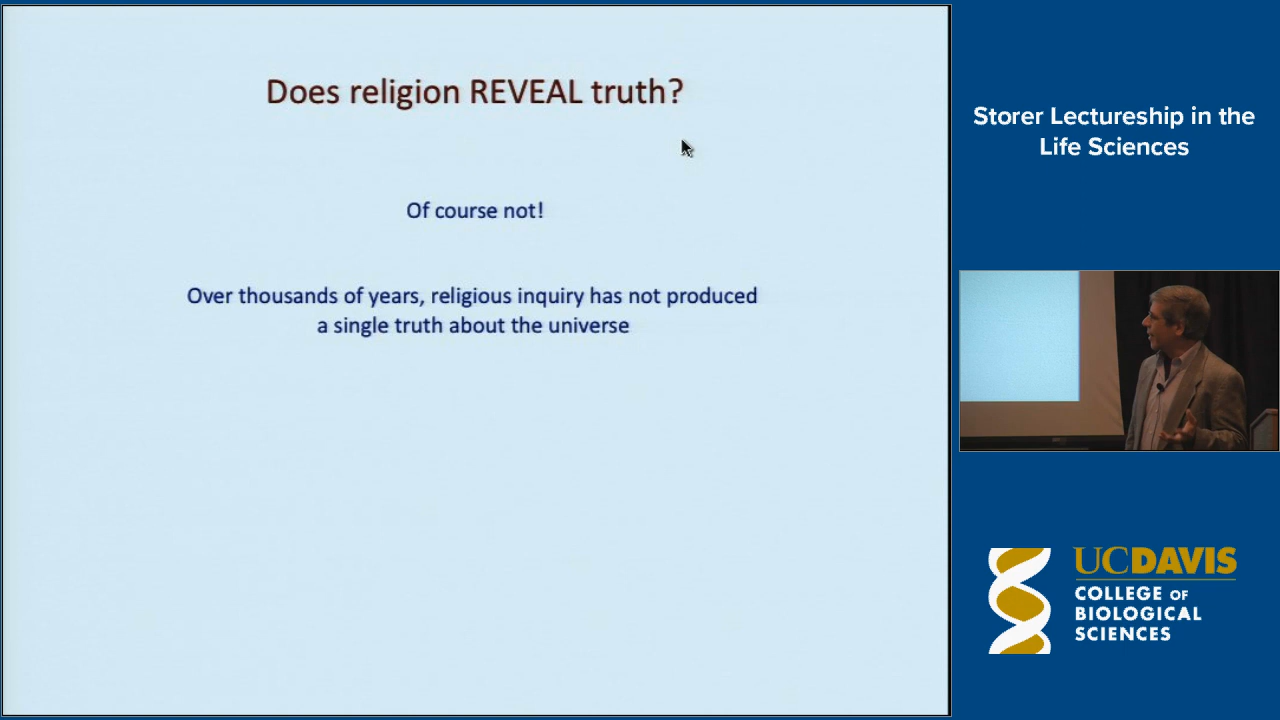 Does religion REVEAL truth?
Of course not!
Over thousands of years, religious inquiry has not produced
a single truth about the universe
Storer Lectureship in the
Life Sciences
UCDAVIS
COLLEGE OF
BIOLOGICAL
SCIENCES